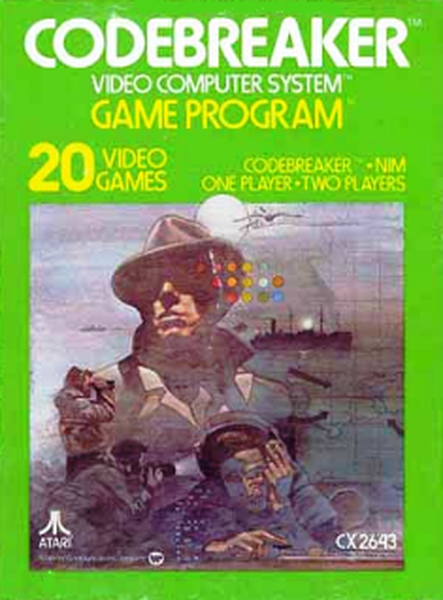 CODEBREAKER™
VIDEO COMPUTER SYSTEM™
GAME PROGRAM™
20 VIDEO GAMES
CODEBREAKER™ • NIM
ONE PLAYER • TWO PLAYERS
ATARI
CX2643